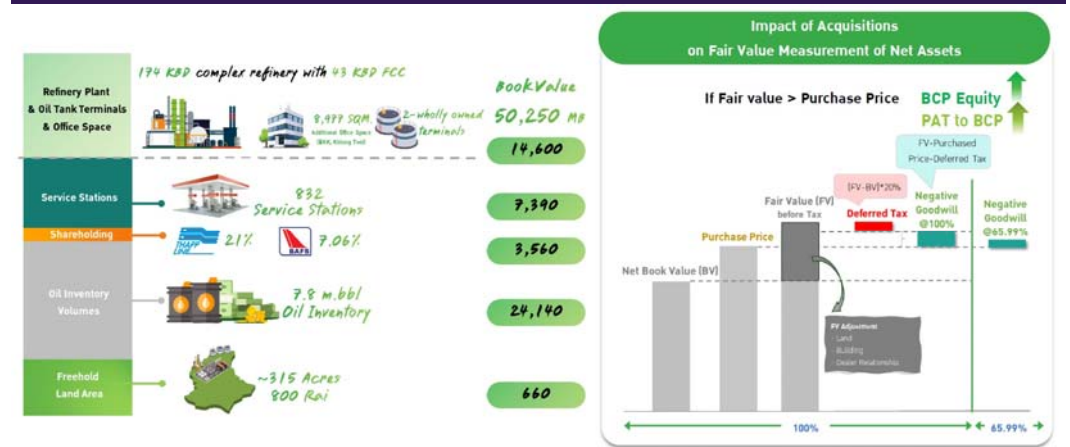 Refinery Plant
& Oil Tank Terminals
& Office Space
174 KBD complex refinery with 43 KBD FCC
8,977 SQM.
Additional Office Space
2-wholly owned
terminals
Book Value
50,250 MB
14,600
Service Stations
832
Service Stations
7,390
Shareholding
THAPP
LINE
21%
BAFS
7.06%
3,560
Oil Inventory
Volumes
7.8 m.bbl
Oil Inventory
24,140
Freehold
Land Area
~315 Acres
800 Rai
660
Impact of Acquisitions
on Fair Value Measurement of Net Assets
If Fair value > Purchase Price
BCP Equity
PAT to BCP
FV-Purchased
Price-Deferred Tax
(FV-BV)*20%
Fair Value (FV)
before Tax
Deferred Tax
Negative
Goodwill
@100%
Negative
Goodwill
@65.99%
Purchase Price
Net Book Value (BV)
FV Adjustment
- Land
- Building
- Dealer Relationship
100%
65.99%